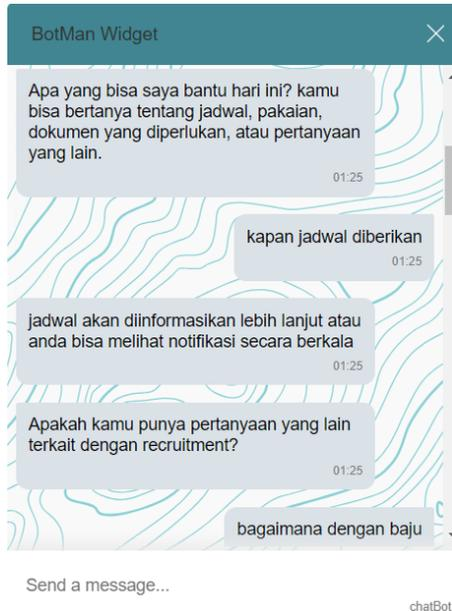 BotMan Widget
Apa yang bisa saya bantu hari ini? kamu
bisa bertanya tentang jadwal, pakaian,
dokumen yang diperlukan, atau pertanyaan
yang lain.
01:25
kapan jadwal diberikan
01:25
jadwal akan diinformasikan lebih lanjut atau
anda bisa melihat notifikasi secara berkala
01:25
Apakah kamu punya pertanyaan yang lain
terkait dengan recruitment?
01:25
bagaimana dengan baju
Send a message...
chatBot